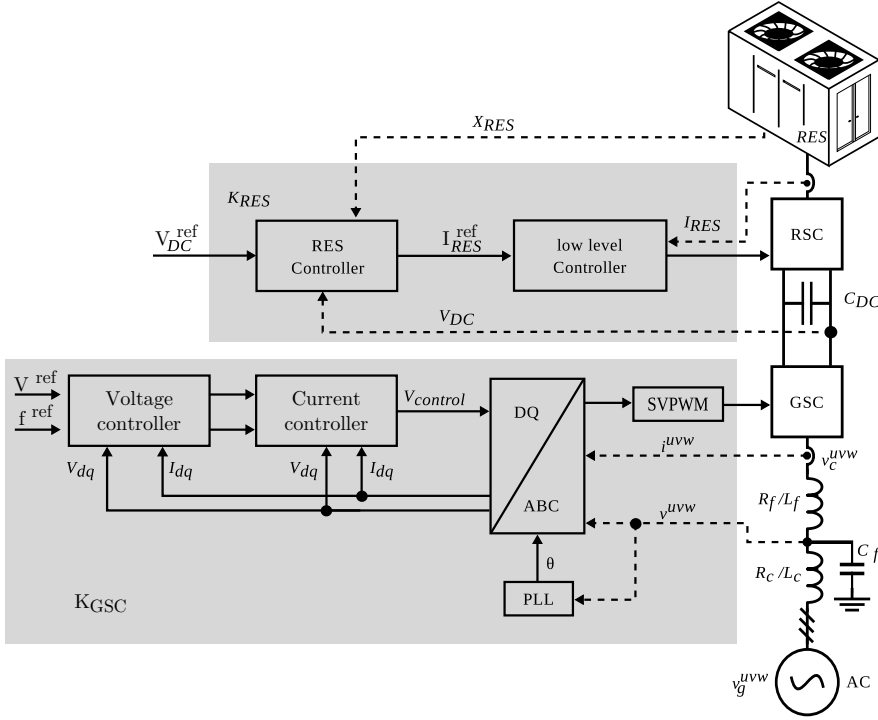 RES
X_RES
K_RES
V_DC^ref
RES
Controller
I_RES^ref
low level
Controller
I_RES
RSC
V_DC
C_DC
V^ref
f^ref
Voltage
controller
Current
controller
V_control
DQ
ABC
SVPWM
GSC
V_dq
I_dq
V_dq
I_dq
i^uvw
v_c^uvw
v^uvw
R_f/L_f
C_f
R_c/L_c
θ
PLL
K_GSC
v_g^uvw
AC